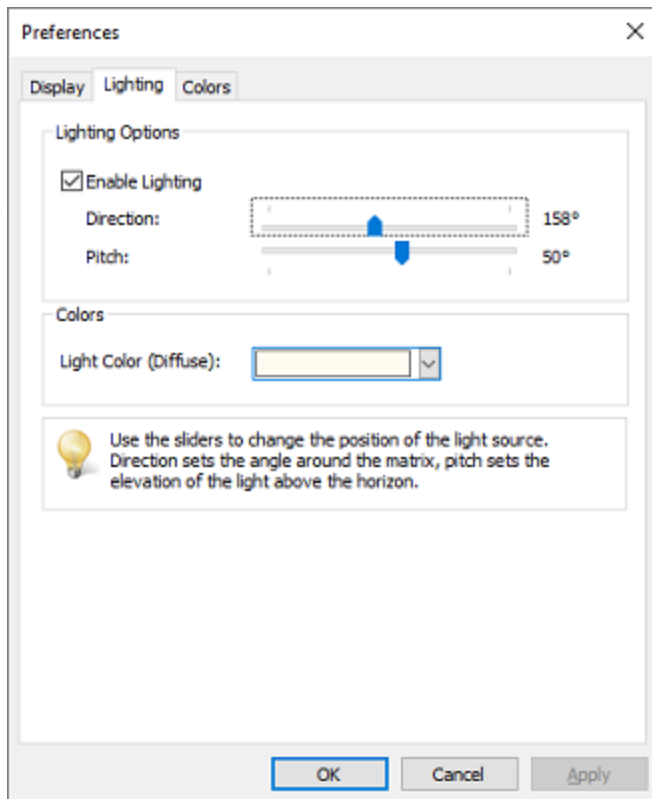 Preferences
Display Lighting Colors
Lighting Options
Enable Lighting
Direction: 158°
Pitch: 50°
Colors
Light Color (Diffuse):
Use the sliders to change the position of the light source.
Direction sets the angle around the matrix, pitch sets the
elevation of the light above the horizon.
OK Cancel Apply